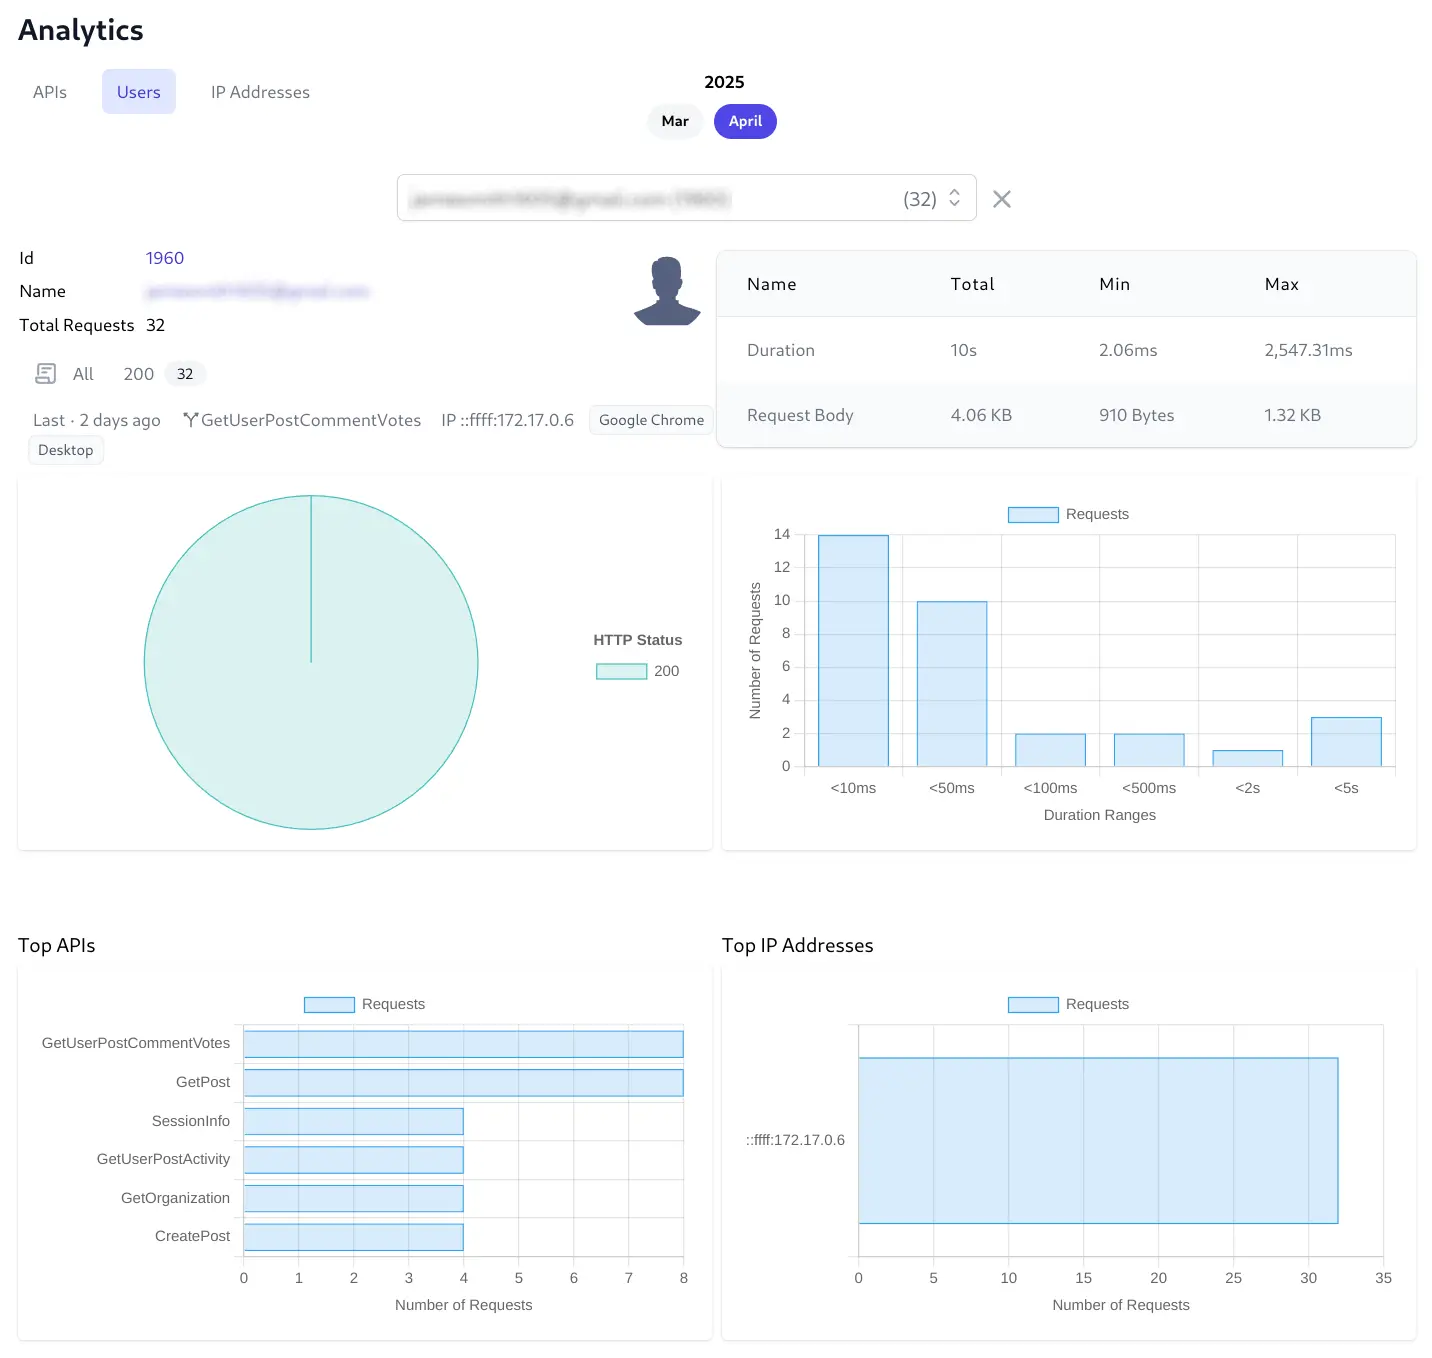 Analytics
APIs Users IP Addresses
2025
Mar April
(32)
Id 1960
Name
Total Requests 32
All 200 32
Last · 2 days ago GetUserPostCommentVotes IP ::ffff:172.17.0.6 Google Chrome
Desktop
Name Total Min Max
Duration 10s 2.06ms 2,547.31ms
Request Body 4.06 KB 910 Bytes 1.32 KB
HTTP Status
200
Requests
Number of Requests
14
12
10
8
6
4
2
0
<10ms <50ms <100ms <500ms <2s <5s
Duration Ranges
Top APIs
Requests
GetUserPostCommentVotes
GetPost
SessionInfo
GetUserPostActivity
GetOrganization
CreatePost
0 1 2 3 4 5 6 7 8
Number of Requests
Top IP Addresses
Requests
::ffff:172.17.0.6
0 5 10 15 20 25 30 35
Number of Requests